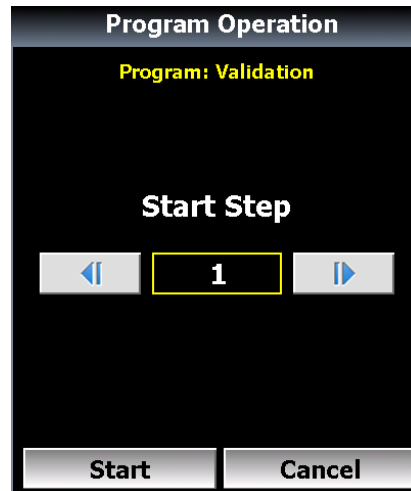 Program Operation
Program: Validation
Start Step
1
Start Cancel